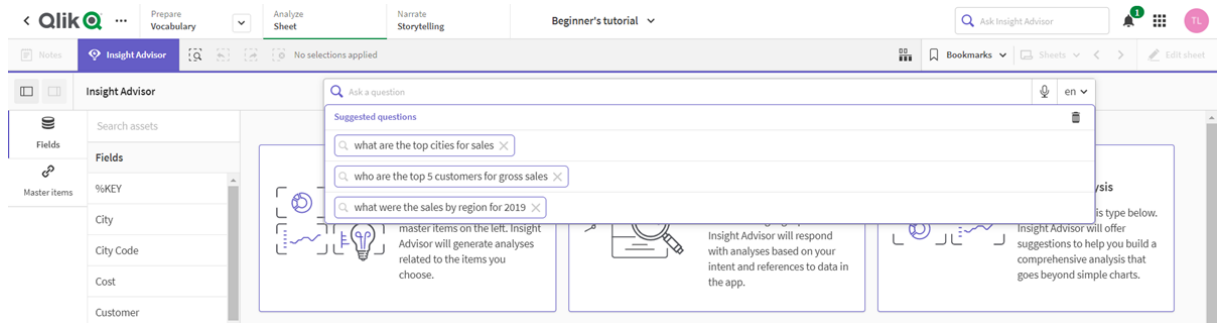 Qlik
Prepare
Vocabulary
Analyze
Sheet
Narrate
Storytelling
Beginner's tutorial
Ask Insight Advisor
1
TL
Notes
Insight Advisor
No selections applied
Bookmarks
Sheets
Edit sheet
Insight Advisor
Ask a question
en
Suggested questions
what are the top cities for sales
who are the top 5 customers for gross sales
what were the sales by region for 2019
Fields
Master items
Search assets
Fields
%KEY
City
City Code
Cost
Customer
master items on the left. Insight
Advisor will generate analyses
related to the items you
choose.
Insight Advisor will respond
with analyses based on your
intent and references to data in
the app.
is type below.
Insight Advisor will offer
suggestions to help you build a
comprehensive analysis that
goes beyond simple charts.